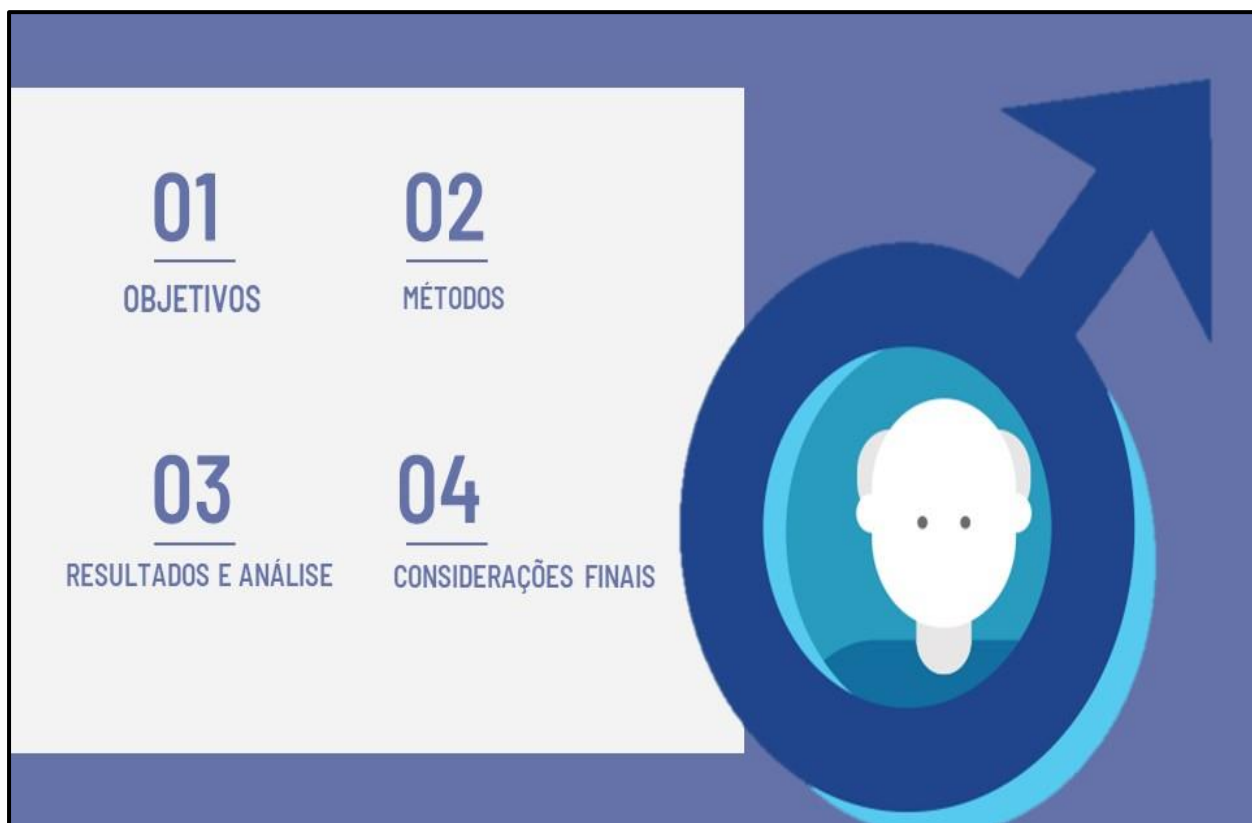 01
OBJETIVOS
02
MÉTODOS
03
RESULTADOS E ANÁLISE
04
CONSIDERAÇÕES FINAIS